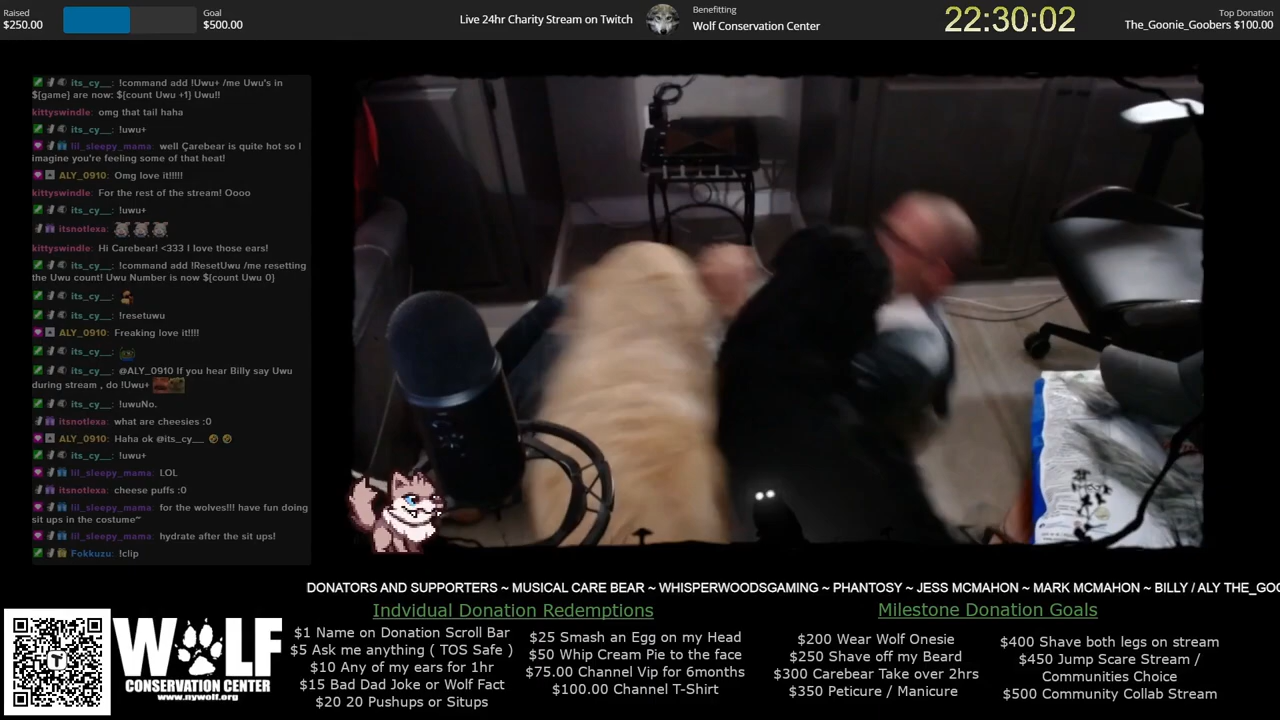 Raised
$250.00
Goal
$500.00
Live 24hr Charity Stream on Twitch
Benefitting
Wolf Conservation Center
22:30:02
Top Donation
The_Goonie_Goobers $100.00
its_cy__: !command add !Uwu+ /me Uwu's in
${game} are now: ${count Uwu +1} Uwu!!
kittyswindle: omg that tail haha
its_cy__: !uwu+
lil_sleepy_mama: well Çarebear is quite hot so I
imagine you're feeling some of that heat!
ALY_0910: Omg love it!!!!!
kittyswindle: For the rest of the stream! Oooo
its_cy__: !uwu+
itsnotlexa:
kittyswindle: Hi Carebear! <333 I love those ears!
its_cy__: !command add !ResetUwu /me resetting
the Uwu count! Uwu Number is now ${count Uwu 0}
its_cy__:
its_cy__: !resetuwu
ALY_0910: Freaking love it!!!!
its_cy__:
its_cy__: @ALY_0910 If you hear Billy say Uwu
during stream , do !Uwu+
its_cy__: !uwuNo.
itsnotlexa: what are cheesies :0
ALY_0910: Haha ok @its_cy__
its_cy__: !uwu+
lil_sleepy_mama: LOL
itsnotlexa: cheese puffs :0
lil_sleepy_mama: for the wolves!!! have fun doing
sit ups in the costume~
lil_sleepy_mama: hydrate after the sit ups!
Fokkuzu: !clip
DONATORS AND SUPPORTERS ~ MUSICAL CARE BEAR ~ WHISPERWOODSGAMING ~ PHANTOSY ~ JESS MCMAHON ~ MARK MCMAHON ~ BILLY / ALY THE_GOO
WOLF
CONSERVATION CENTER
www.nywolf.org
Indvidual Donation Redemptions
$1 Name on Donation Scroll Bar
$5 Ask me anything ( TOS Safe )
$10 Any of my ears for 1hr
$15 Bad Dad Joke or Wolf Fact
$20 20 Pushups or Situps
$25 Smash an Egg on my Head
$50 Whip Cream Pie to the face
$75.00 Channel Vip for 6months
$100.00 Channel T-Shirt
Milestone Donation Goals
$200 Wear Wolf Onesie
$250 Shave off my Beard
$300 Carebear Take over 2hrs
$350 Peticure / Manicure
$400 Shave both legs on stream
$450 Jump Scare Stream /
Communities Choice
$500 Community Collab Stream